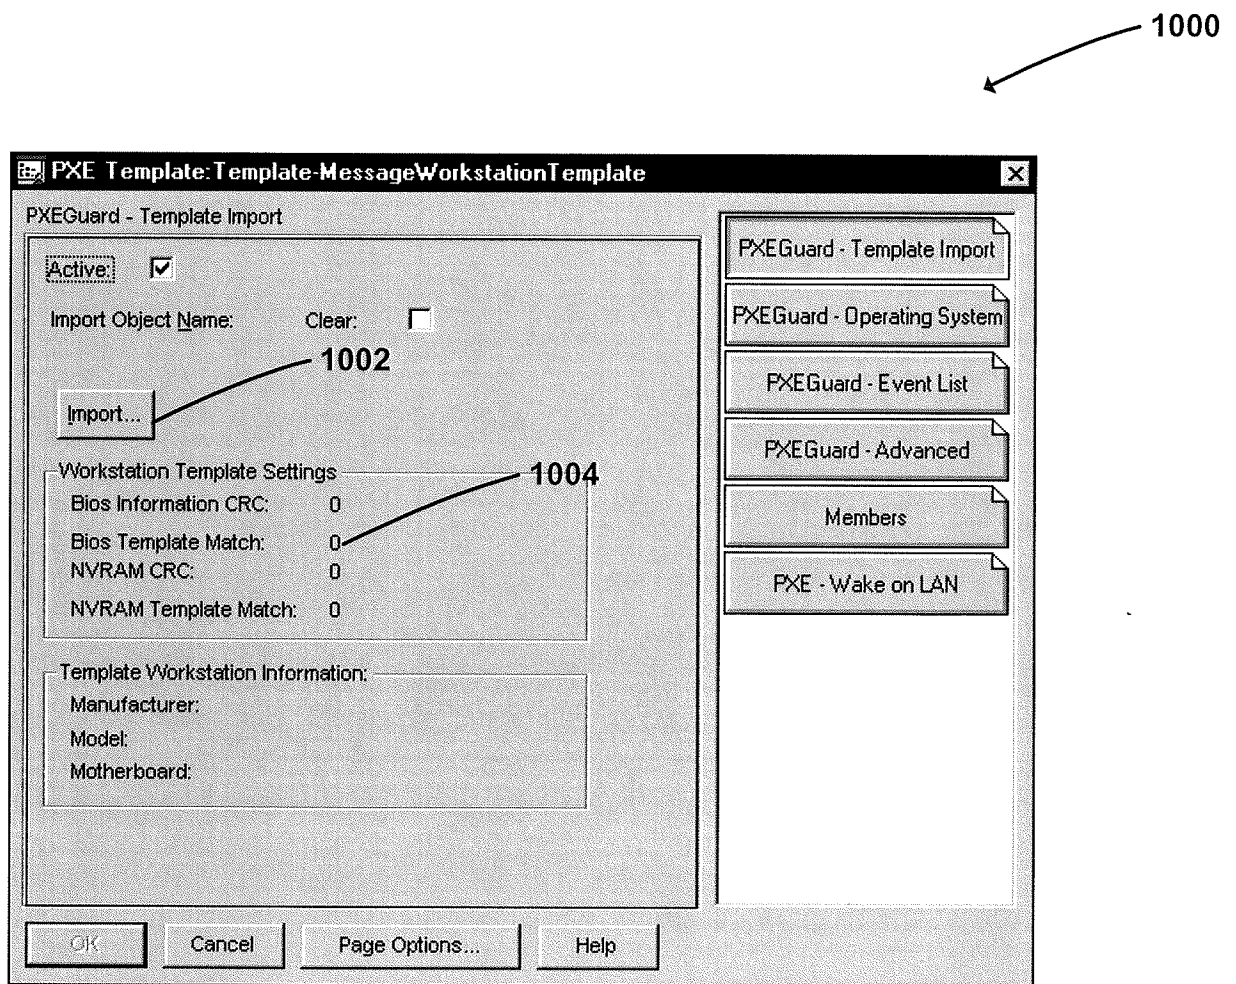 1000
PXE Template:Template-MessageWorkstationTemplate
PXEGuard - Template Import
Active:
Import Object Name: Clear:
1002
Import...
Workstation Template Settings
1004
Bios Information CRC: 0
Bios Template Match: 0
NVRAM CRC: 0
NVRAM Template Match: 0
Template Workstation Information:
Manufacturer:
Model:
Motherboard:
PXEGuard - Template Import
PXEGuard - Operating System
PXEGuard - Event List
PXEGuard - Advanced
Members
PXE - Wake on LAN
OK Cancel Page Options... Help